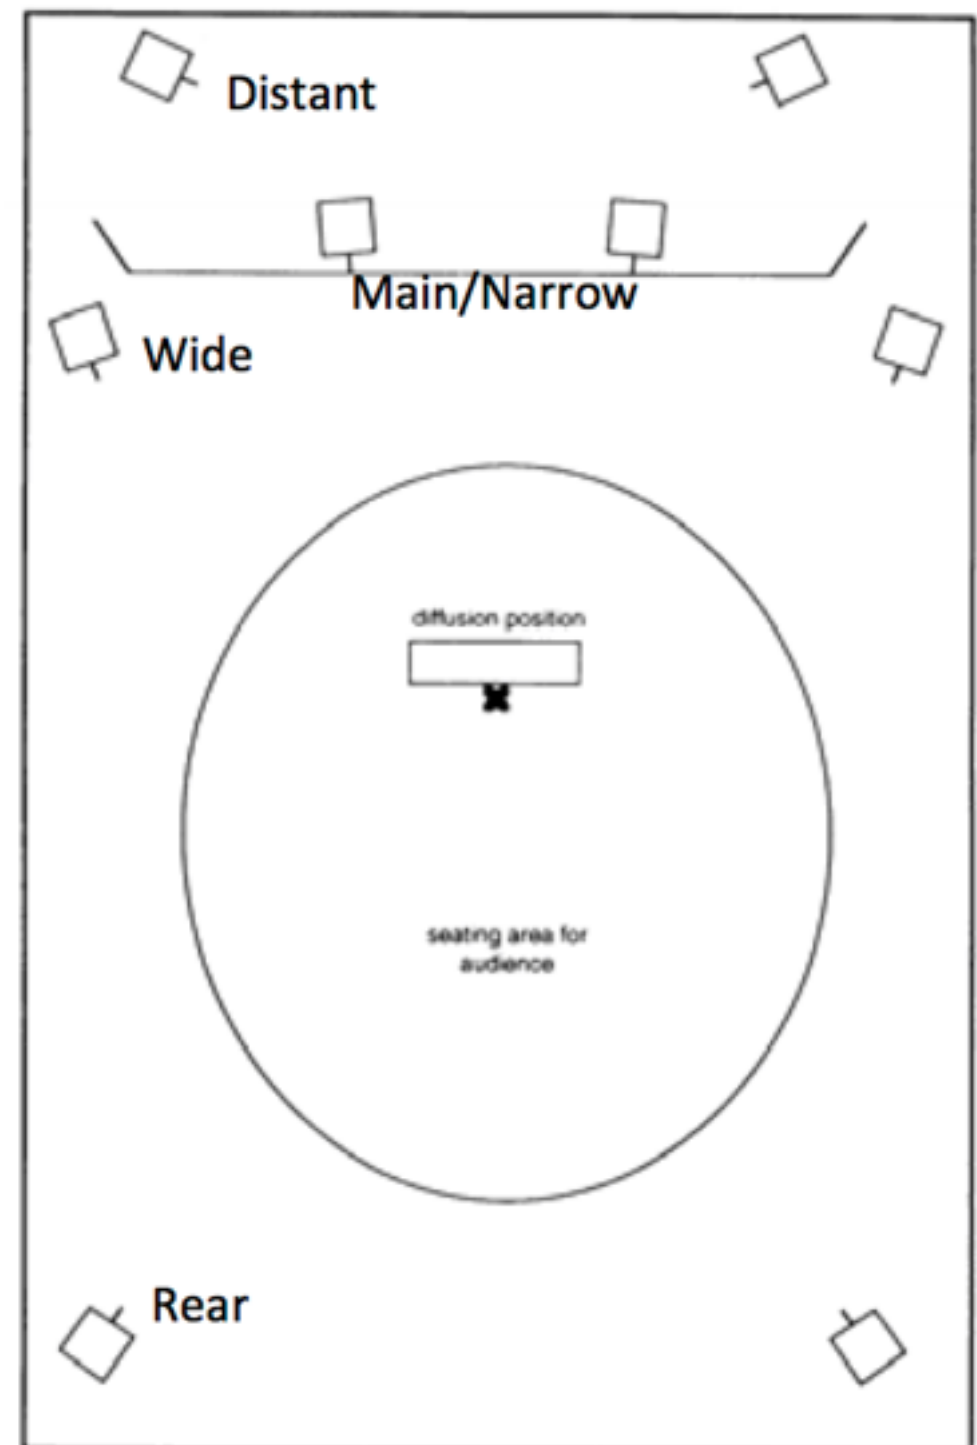 Distant
Main/Narrow
Wide
diffusion position
seating area for
audience
Rear